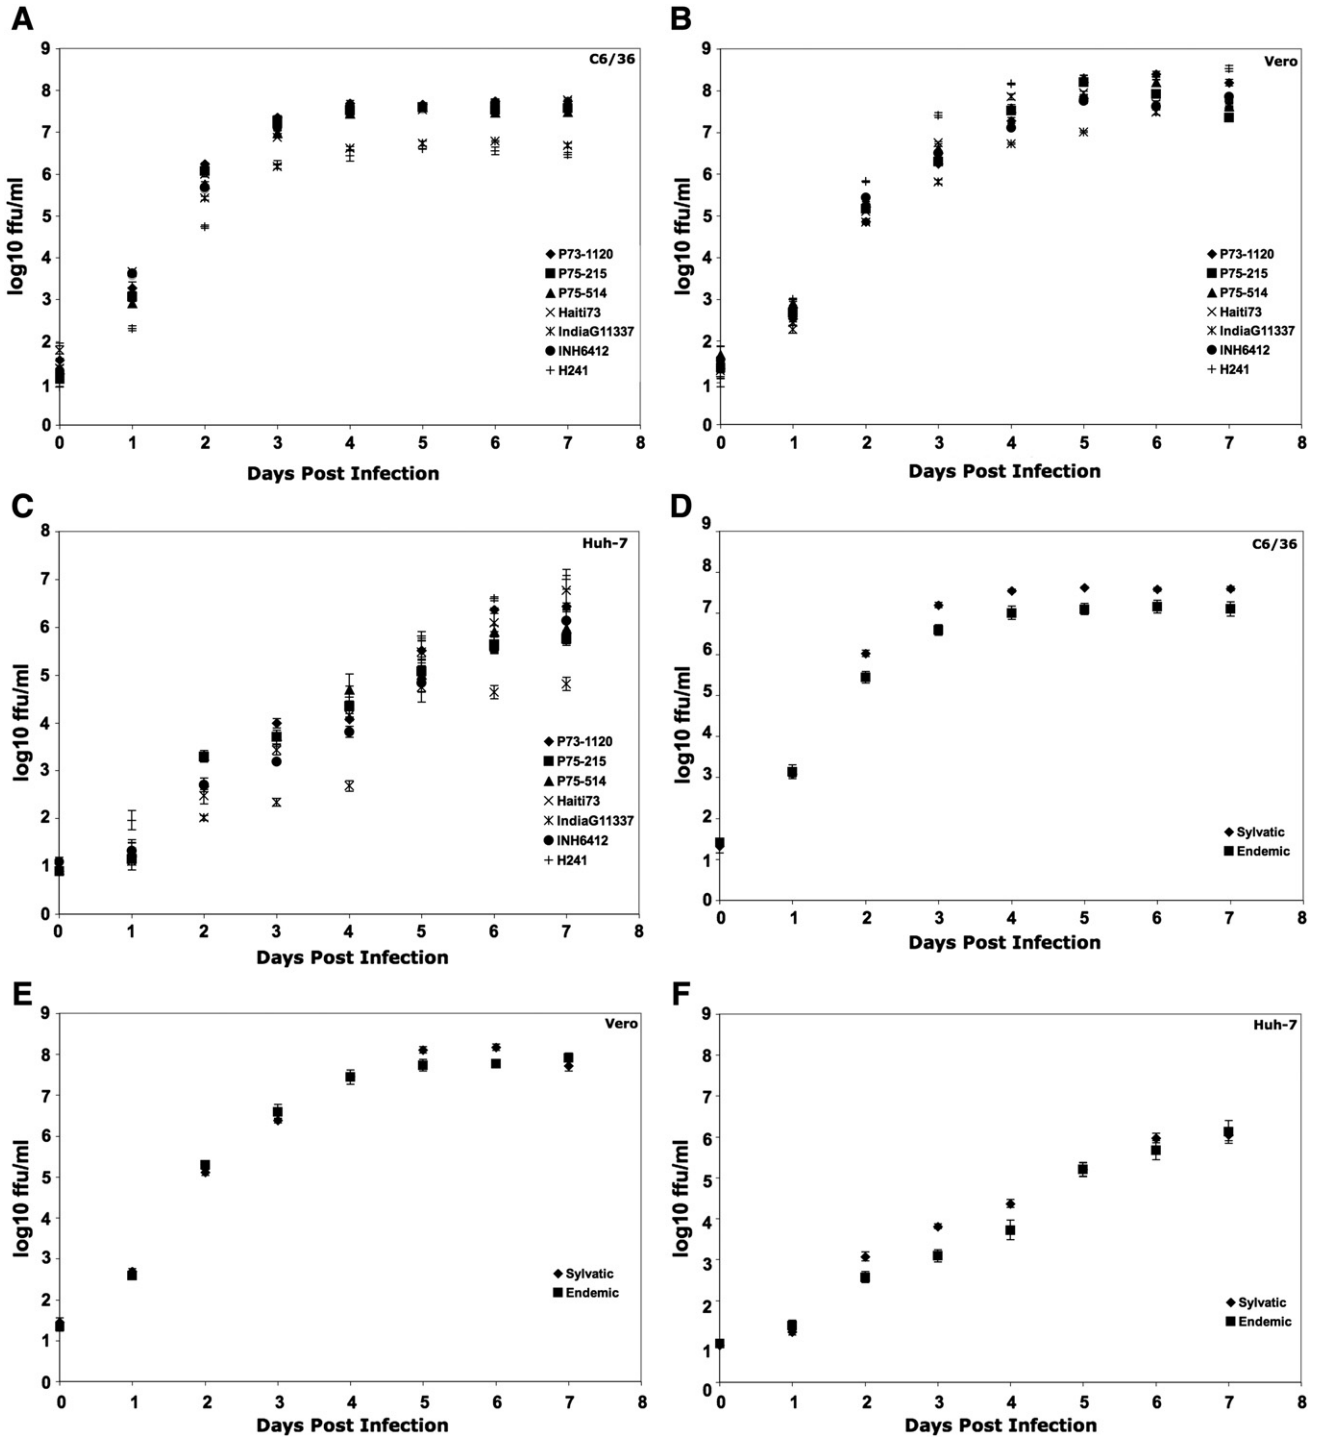 A
C6/36
9
8
7
6
5
4
3
2
1
0
log10 ffu/ml
P73-1120
P75-215
P75-514
Haiti73
IndiaG11337
INH6412
H241
0 1 2 3 4 5 6 7 8
Days Post Infection
B
Vero
9
8
7
6
5
4
3
2
1
0
log10 ffu/ml
P73-1120
P75-215
P75-514
Haiti73
IndiaG11337
INH6412
H241
0 1 2 3 4 5 6 7 8
Days Post Infection
C
Huh-7
8
7
6
5
4
3
2
1
0
log10 ffu/ml
P73-1120
P75-215
P75-514
Haiti73
IndiaG11337
INH6412
H241
0 1 2 3 4 5 6 7 8
Days Post Infection
D
C6/36
9
8
7
6
5
4
3
2
1
0
log10 ffu/ml
Sylvatic
Endemic
0 1 2 3 4 5 6 7 8
Days Post Infection
E
Vero
9
8
7
6
5
4
3
2
1
0
log10 ffu/ml
Sylvatic
Endemic
0 1 2 3 4 5 6 7 8
Days Post Infection
F
Huh-7
9
8
7
6
5
4
3
2
1
0
log10 ffu/ml
Sylvatic
Endemic
0 1 2 3 4 5 6 7 8
Days Post Infection